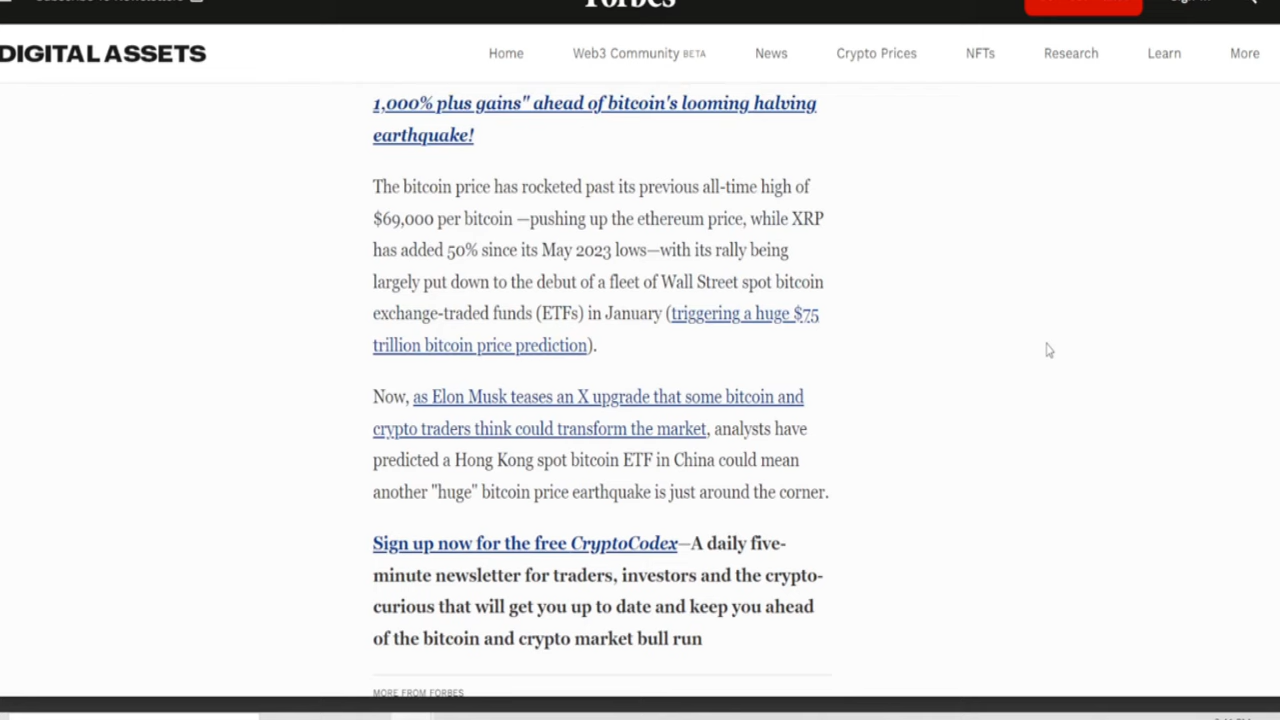 Forbes
DIGITAL ASSETS
Home
Web3 Community BETA
News
Crypto Prices
NFTs
Research
Learn
More
1,000% plus gains" ahead of bitcoin's looming halving
earthquake!
The bitcoin price has rocketed past its previous all-time high of
$69,000 per bitcoin —pushing up the ethereum price, while XRP
has added 50% since its May 2023 lows—with its rally being
largely put down to the debut of a fleet of Wall Street spot bitcoin
exchange-traded funds (ETFs) in January (triggering a huge $75
trillion bitcoin price prediction).
Now, as Elon Musk teases an X upgrade that some bitcoin and
crypto traders think could transform the market, analysts have
predicted a Hong Kong spot bitcoin ETF in China could mean
another "huge" bitcoin price earthquake is just around the corner.
Sign up now for the free CryptoCodex—A daily five-
minute newsletter for traders, investors and the crypto-
curious that will get you up to date and keep you ahead
of the bitcoin and crypto market bull run
MORE FROM FORBES